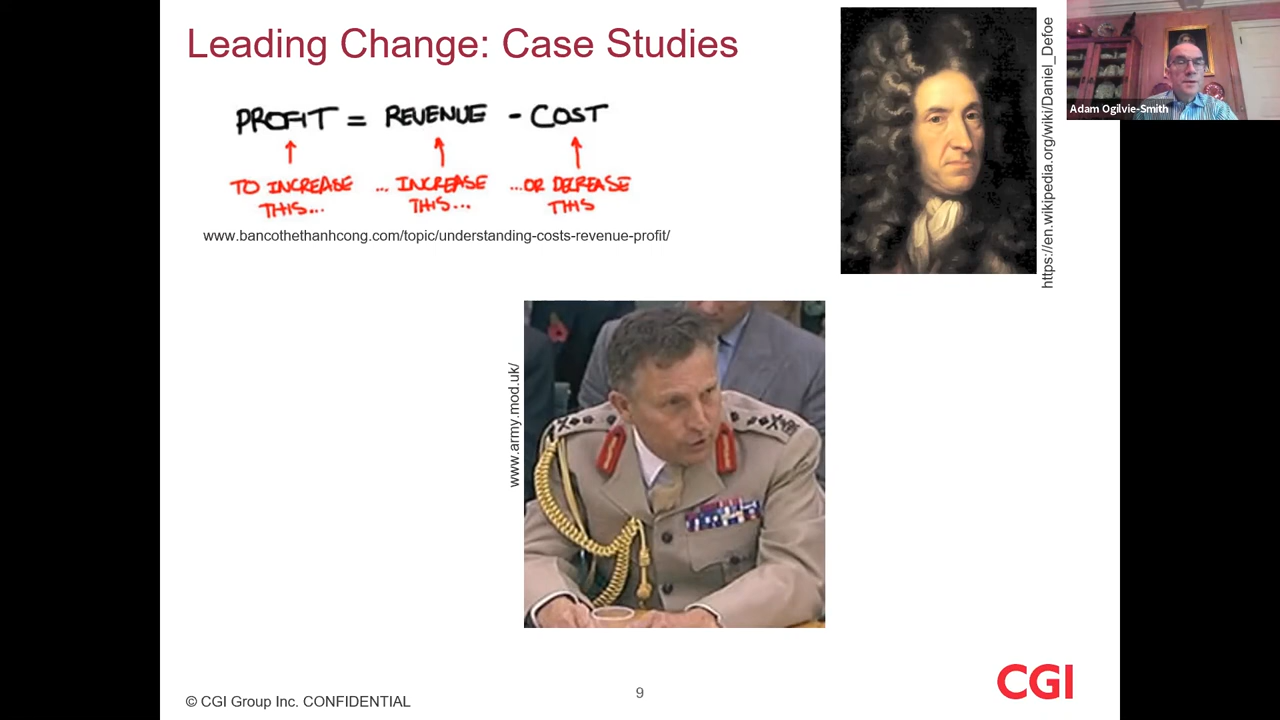 Leading Change: Case Studies
PROFIT = REVENUE - COST
TO INCREASE THIS... ... INCREASE THIS... ...OR DECREASE THIS
www.bancothethanhcong.com/topic/understanding-costs-revenue-profit/
https://en.wikipedia.org/wiki/Daniel_Defoe
Adam Ogilvie-Smith
www.army.mod.uk/
© CGI Group Inc. CONFIDENTIAL
9
CGI